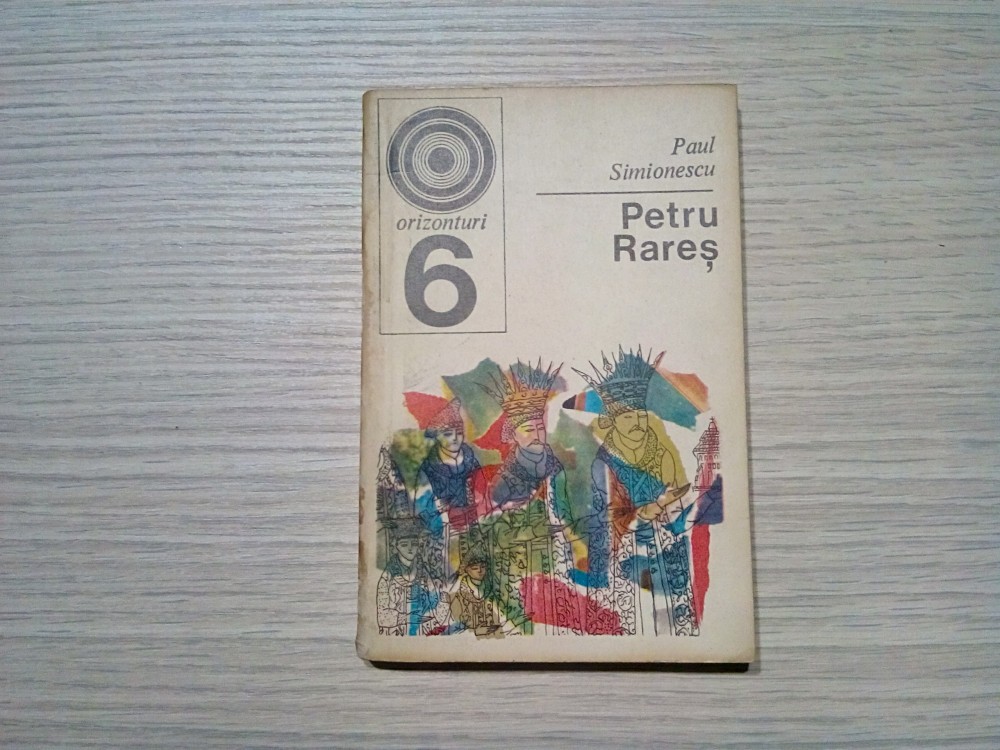 orizonturi
6
Paul
Simionescu
Petru
Rareș